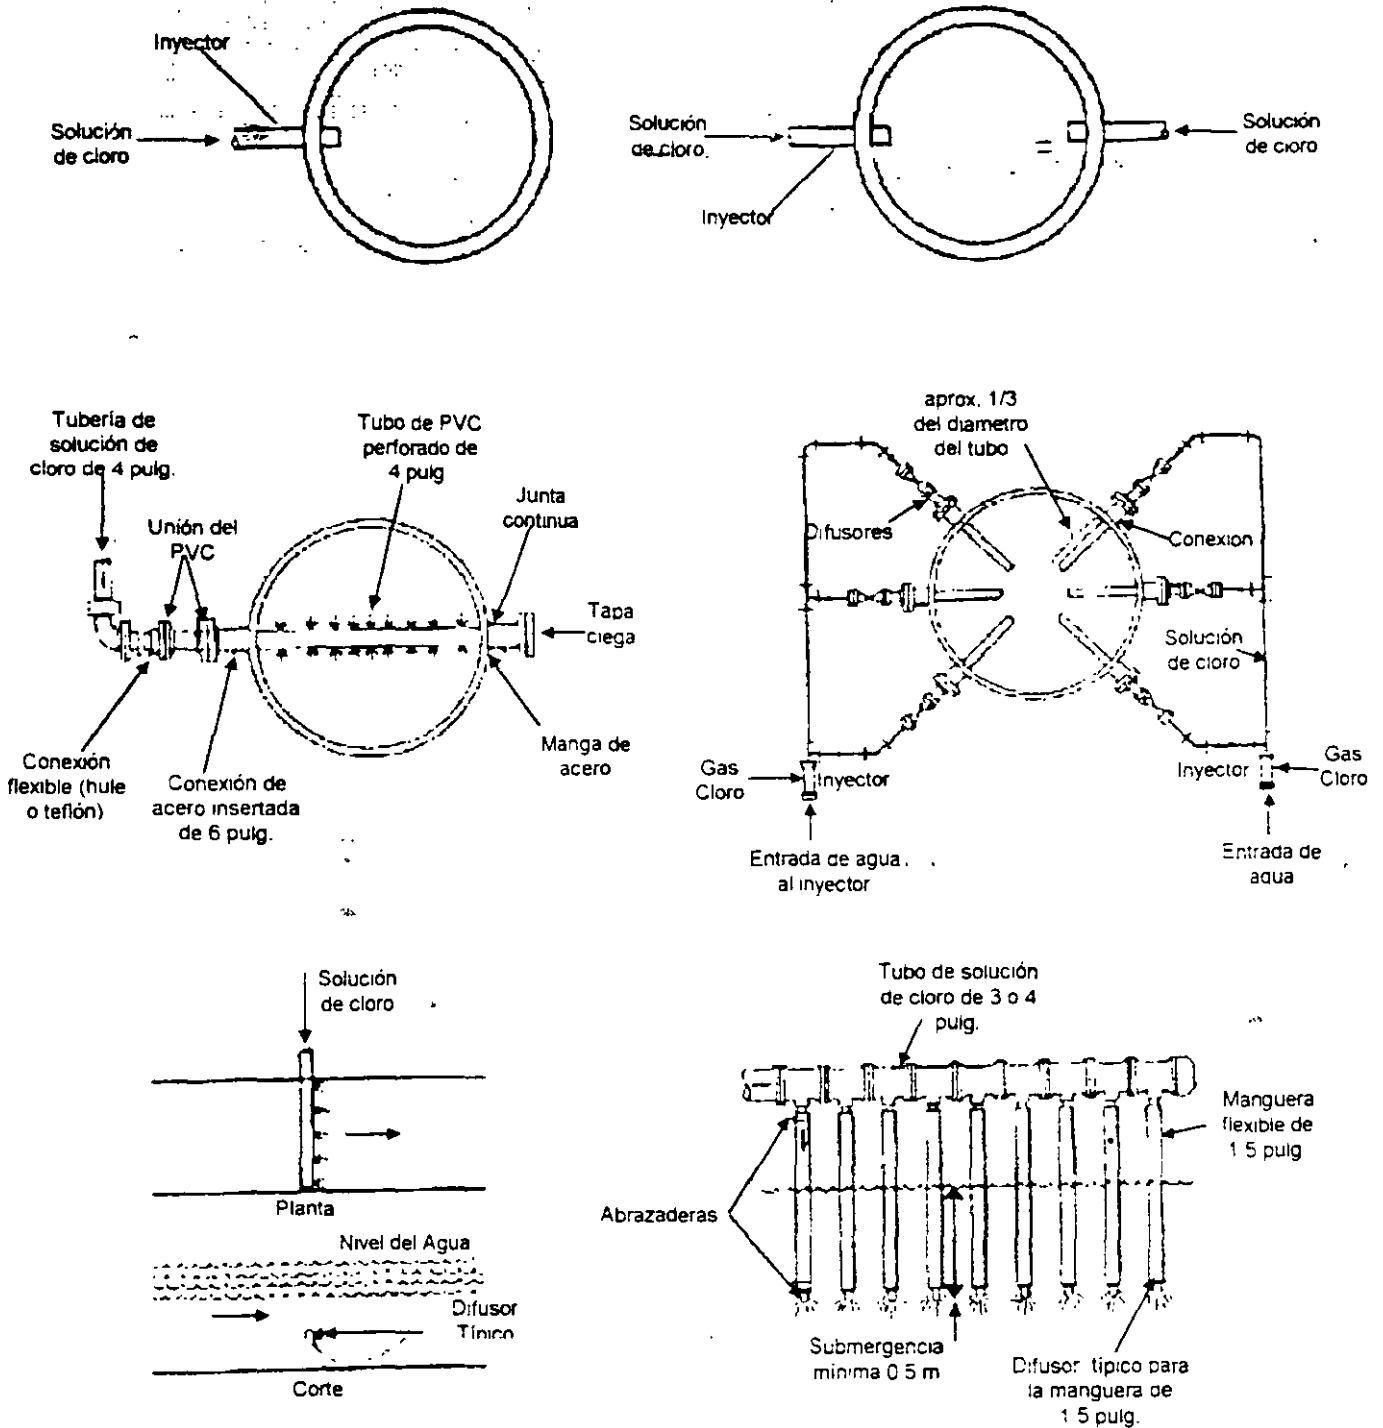 Inyector
Solución
de cloro
Solución
de cloro.
Inyector
Solución
de cloro
Tubería de
solución de
cloro de 4 pulg.
Unión del
PVC
Tubo de PVC
perforado de
4 pulg
Junta
continua
Tapa
ciega
Manga de
acero
Conexión
flexible (hule
o teflón)
Conexión de
acero insertada
de 6 pulg.
aprox. 1/3
del diametro
del tubo
Difusores
Conexion
Solución
de cloro
Gas
Cloro
Inyector
Entrada de agua
al inyector
Inyector
Gas
Cloro
Entrada de
agua
Solución
de cloro
Planta
Nivel del Agua
Difusor
Típico
Corte
Tubo de solución
de cloro de 3 o 4
pulg.
Manguera
flexible de
1 5 pulg
Abrazaderas
Submergencia
minima 0 5 m
Difusor típico para
la manguera de
1 5 pulg.